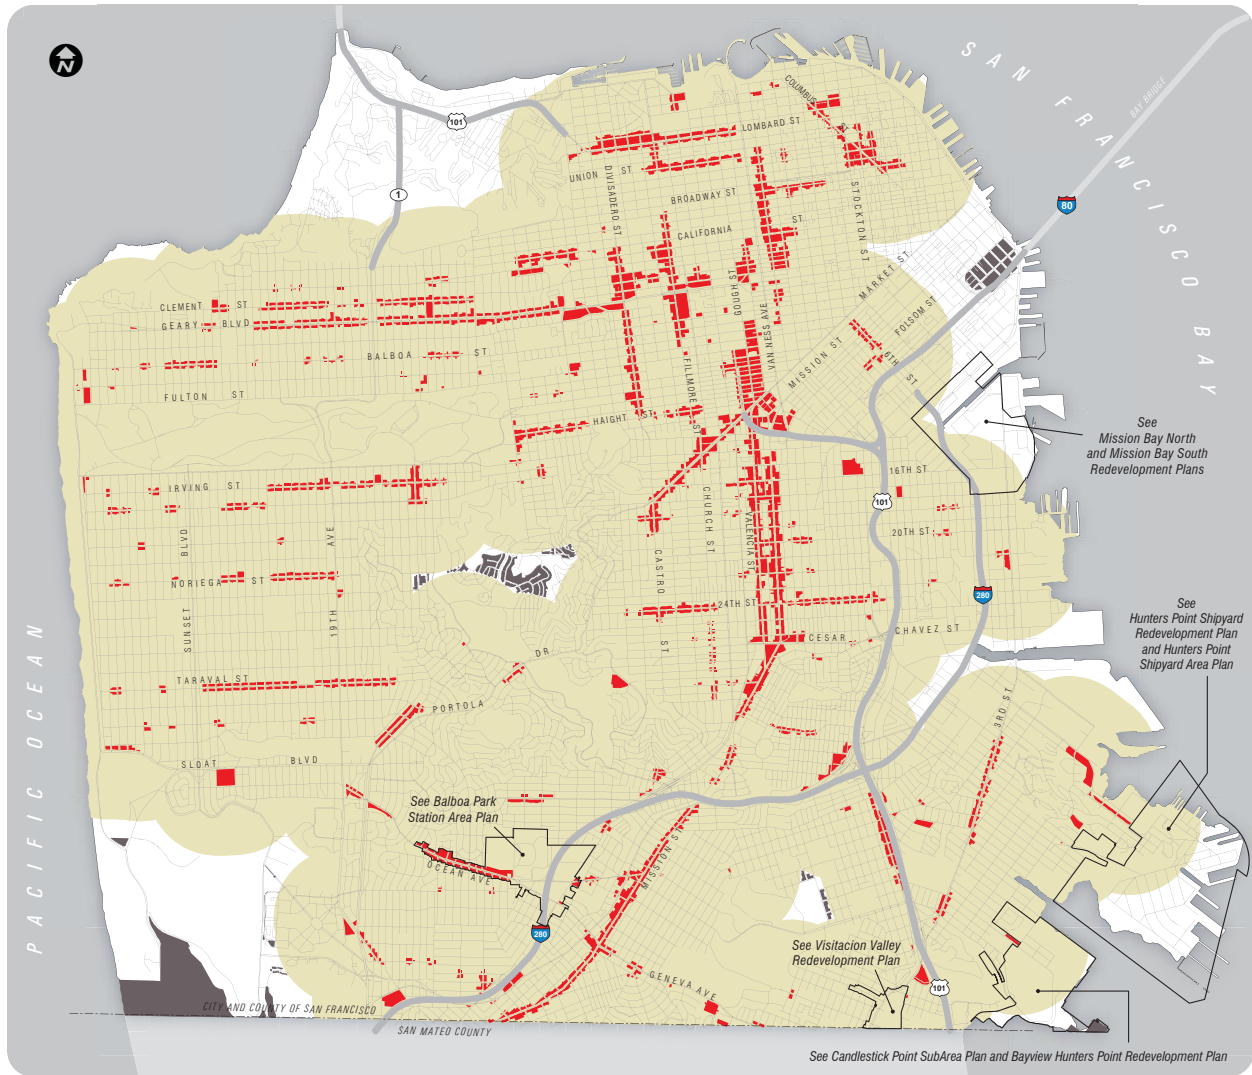 N
SAN FRANCISCO BAY
BAY BRIDGE
COLUMBUS ST
101
LOMBARD ST
UNION ST
DIVISADERO ST
1
BROADWAY ST
STOCKTON ST
80
CALIFORNIA ST
MARKET ST
GOUGH ST
CLEMENT ST
GEARY BLVD
VAN NESS AVE
FOLSOM ST
BALBOA ST
MISSION ST
6TH ST
FILLMORE ST
FULTON ST
HAIGHT ST
See
Mission Bay North
and Mission Bay South
Redevelopment Plans
16TH ST
IRVING ST
101
CHURCH ST
VALENCIA ST
20TH ST
SUNSET BLVD
19TH AVE
CASTRO ST
NORIEGA ST
280
24TH ST
See
Hunters Point Shipyard
Redevelopment Plan
and Hunters Point
Shipyard Area Plan
CESAR CHAVEZ ST
PACIFIC OCEAN
TARAVAL ST
PORTOLA DR
3RD ST
SLOAT BLVD
See Balboa Park
Station Area Plan
OCEAN AVE
MISSION ST
280
See Visitacion Valley
Redevelopment Plan
GENEVA AVE
101
CITY AND COUNTY OF SAN FRANCISCO
SAN MATEO COUNTY
See Candlestick Point SubArea Plan and Bayview Hunters Point Redevelopment Plan